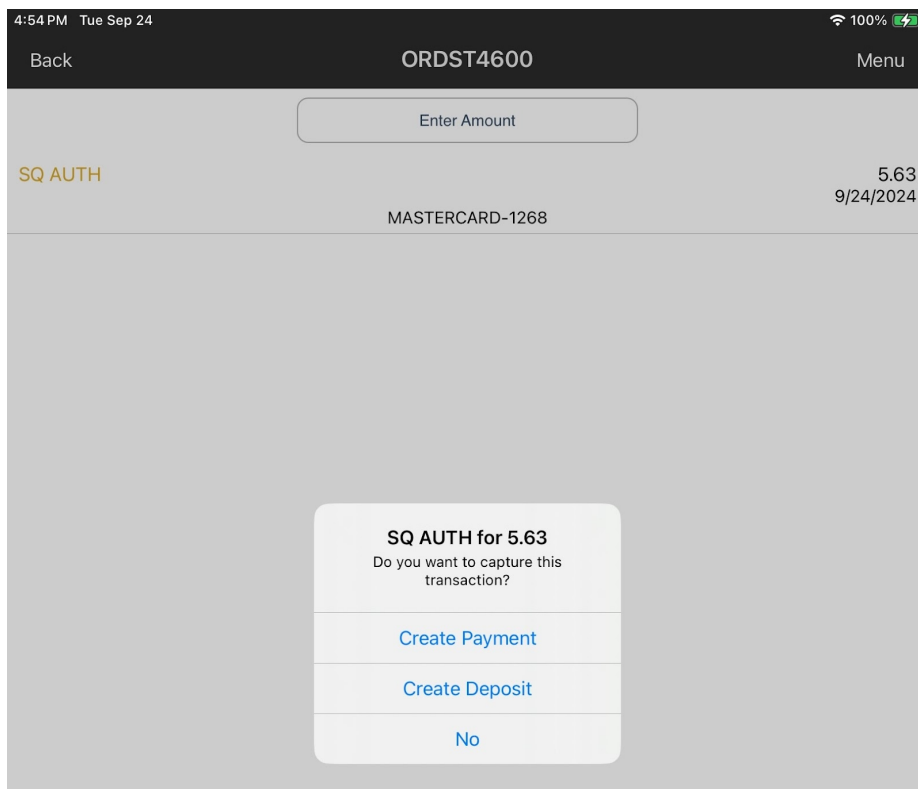 4:54 PM Tue Sep 24
100%
Back
ORDST4600
Menu
Enter Amount
SQ AUTH
5.63
9/24/2024
MASTERCARD-1268
SQ AUTH for 5.63
Do you want to capture this
transaction?
Create Payment
Create Deposit
No